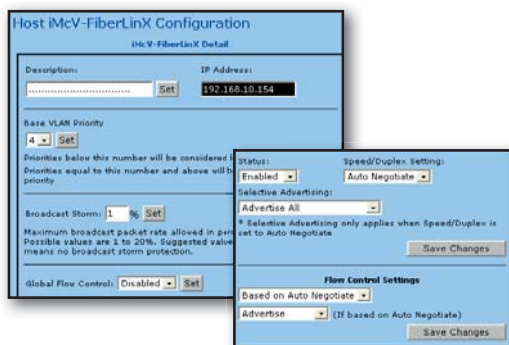 Host iMcV-FiberLinX Configuration
iMcV-FiberLinX Detail
Description:
IP Address:
................................
Set
192.168.10.154
Base VLAN Priority
4
Set
Priorities below this number will be considered
Priorities equal to this number and above will b
priority
Broadcast Storm: 1 % Set
Maximum broadcast packet rate allowed in per
Possible values are 1 to 20%. Suggested value
means no broadcast storm protection.
Global Flow Control: Disabled Set
Status:
Speed/Duplex Setting:
Enabled
Auto Negotiate
Selective Advertising:
Advertise All
* Selective Advertising only applies when Speed/Duplex is
set to Auto Negotiate
Save Changes
Flow Control Settings
Based on Auto Negotiate
Advertise (If based on Auto Negotiate)
Save Changes